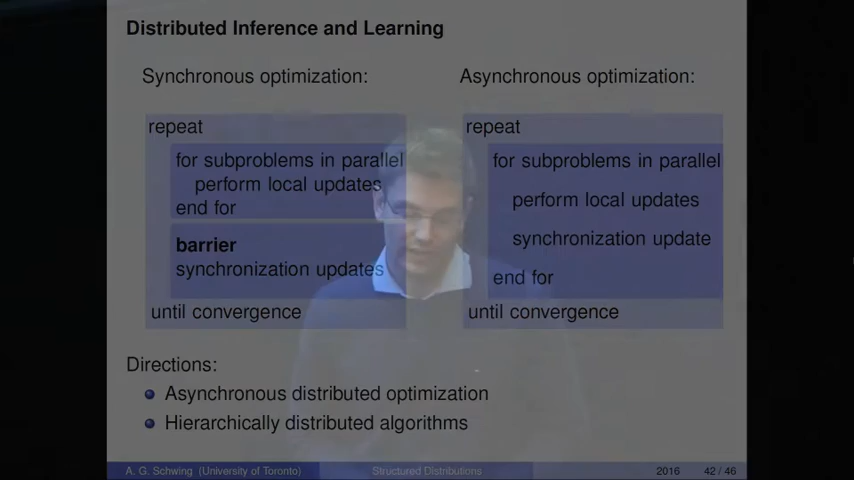 Distributed Inference and Learning
Synchronous optimization:
repeat
for subproblems in parallel
perform local updates
end for
barrier
synchronization updates
until convergence
Asynchronous optimization:
repeat
for subproblems in parallel
perform local updates
synchronization update
end for
until convergence
Directions:
Asynchronous distributed optimization
Hierarchically distributed algorithms
A. G. Schwing (University of Toronto) Structured Distributions 2016 42 / 46